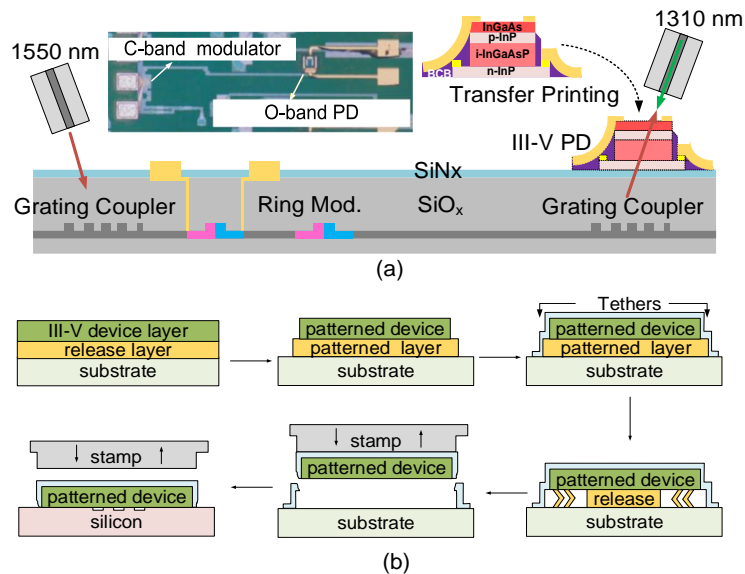 1550 nm
C-band modulator
O-band PD
InGaAs
p-InP
i-InGaAsP
n-InP
BCB
Transfer Printing
1310 nm
III-V PD
SiNx
Grating Coupler
Ring Mod.
SiOx
Grating Coupler
(a)
III-V device layer
release layer
substrate
patterned device
patterned layer
substrate
Tethers
patterned device
patterned layer
substrate
stamp
patterned device
silicon
stamp
patterned device
substrate
patterned device
release
substrate
(b)